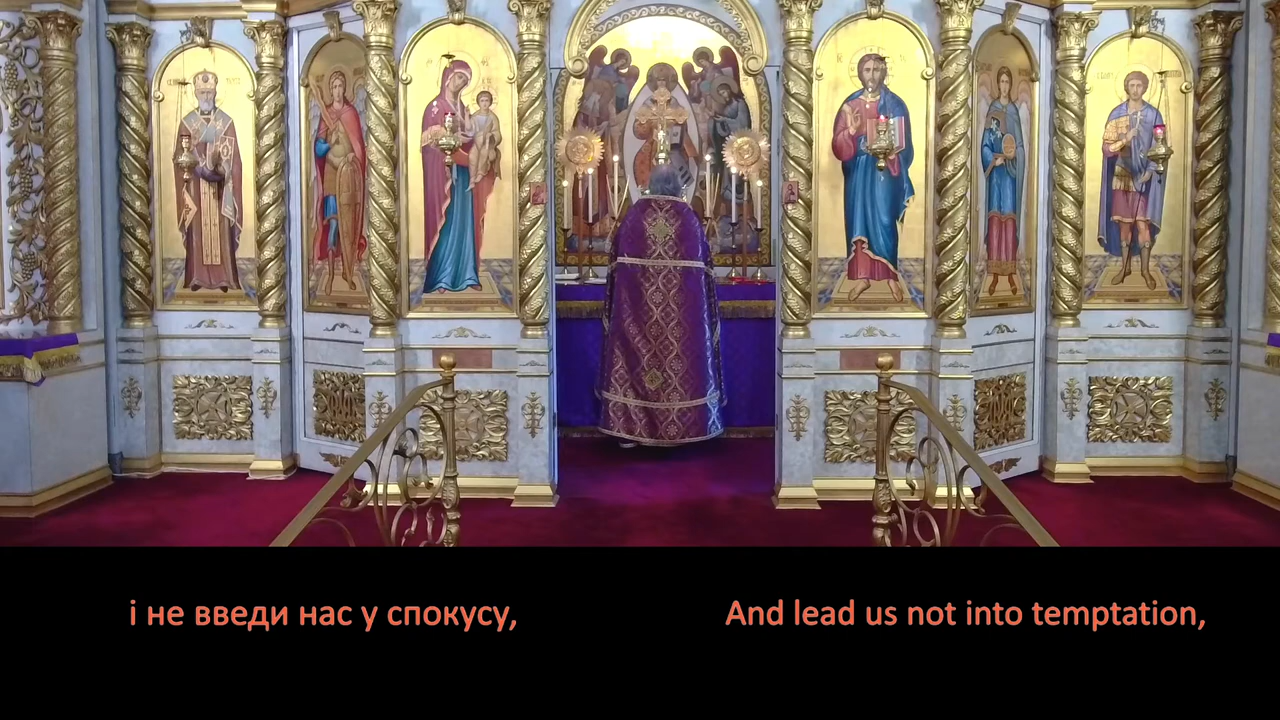 і не введи нас у спокусу,
And lead us not into temptation,